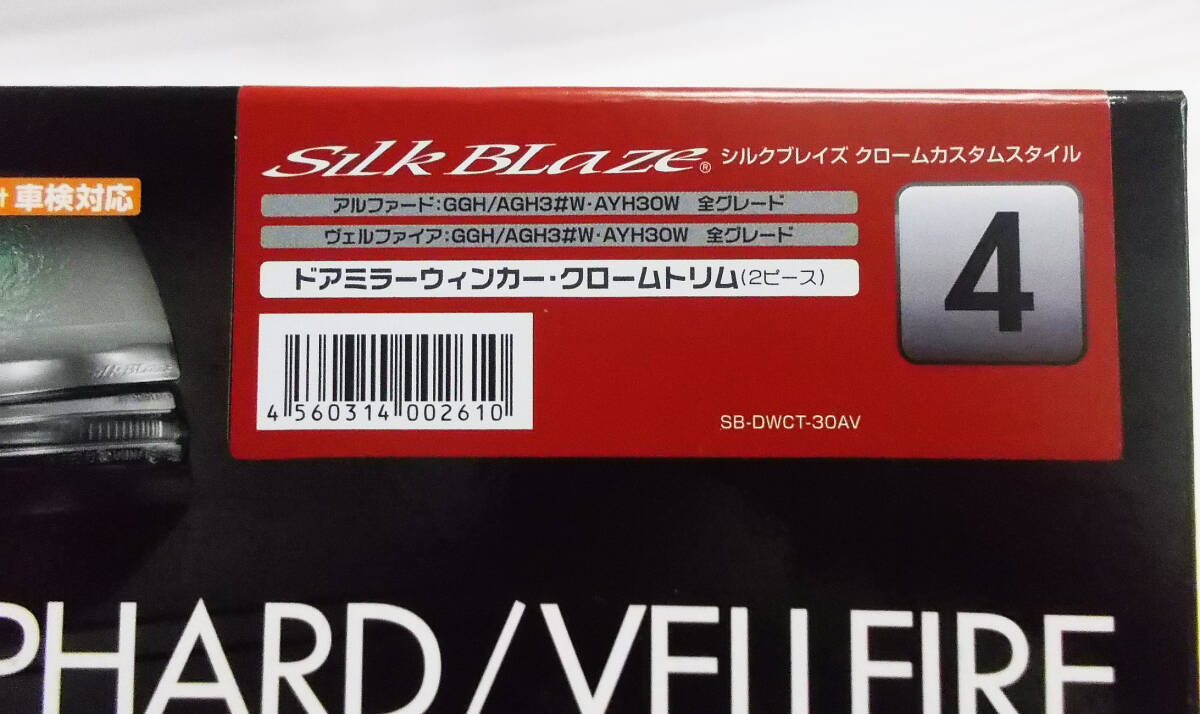 Silk BLaze® シルクブレイズ クロームカスタムスタイル
車検対応
アルファード:GGH/AGH3#W・AYH30W 全グレード
ヴェルファイア:GGH/AGH3#W・AYH30W 全グレード
ドアミラーウィンカー・クロームトリム(2ピース)
4
4 560314 002610
SB-DWCT-30AV
Silk BLaze
PHARD/VELLFIRE